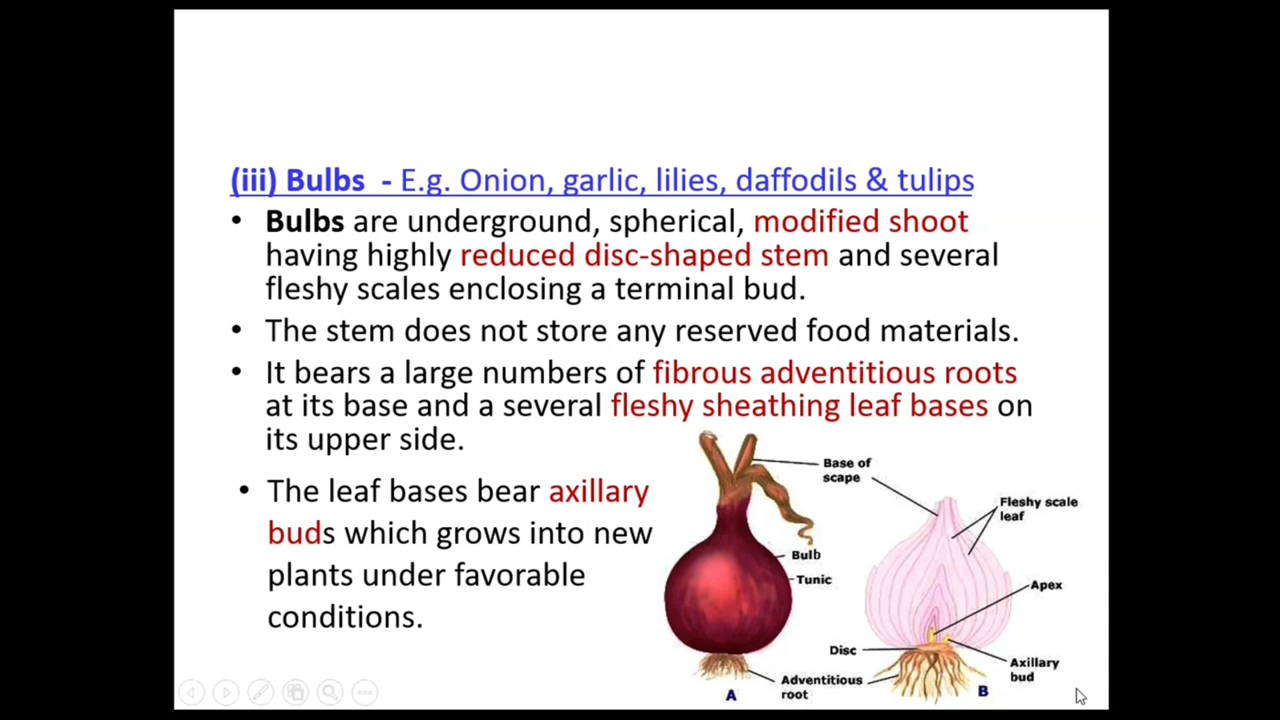 (iii) Bulbs - E.g. Onion, garlic, lilies, daffodils & tulips
• Bulbs are underground, spherical, modified shoot
having highly reduced disc-shaped stem and several
fleshy scales enclosing a terminal bud.
• The stem does not store any reserved food materials.
• It bears a large numbers of fibrous adventitious roots
at its base and a several fleshy sheathing leaf bases on
its upper side.
• The leaf bases bear axillary
buds which grows into new
plants under favorable
conditions.
Base of
scape
Fleshy scale
leaf
Bulb
Tunic
Apex
Disc
Axillary
bud
Adventitious
root
A
B